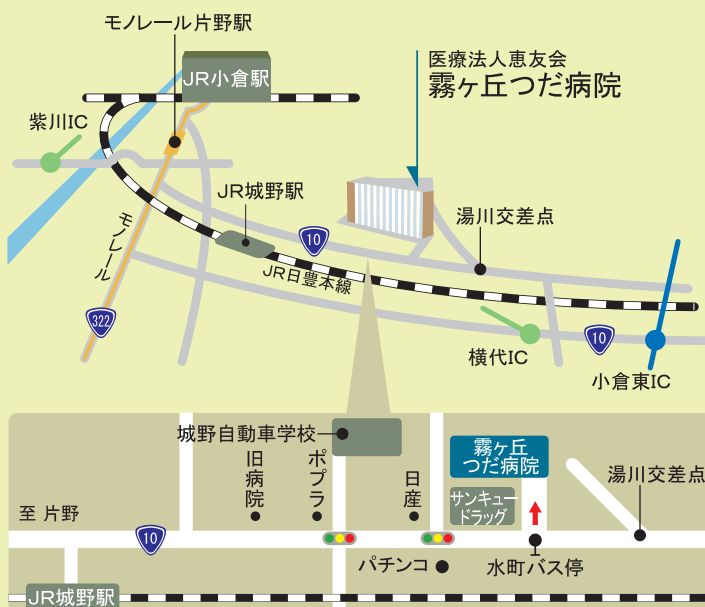 モノレール片野駅
医療法人恵友会
霧ヶ丘つだ病院
JR小倉駅
紫川IC
JR城野駅
湯川交差点
10
モノレール
JR日豊本線
322
10
横代IC
小倉東IC
城野自動車学校
霧ヶ丘
つだ病院
旧病院
ポプラ
日産
サンキュー
ドラッグ
湯川交差点
至 片野
10
パチンコ
水町バス停
JR城野駅